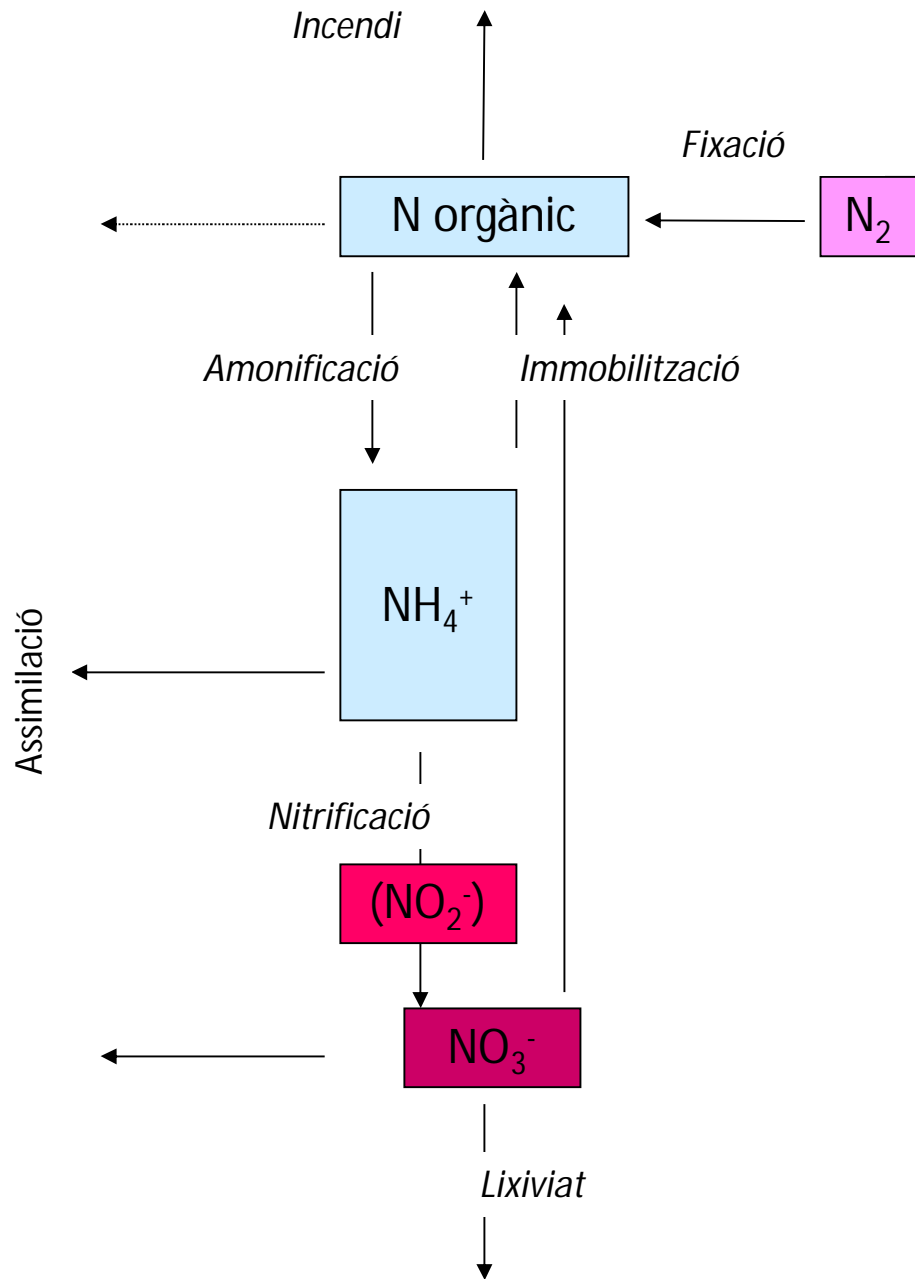 Incendi
Fixació
N orgànic
N₂
Amonificació
Immobilització
NH₄⁺
Assimilació
Nitrificació
(NO₂⁻)
NO₃⁻
Lixiviat